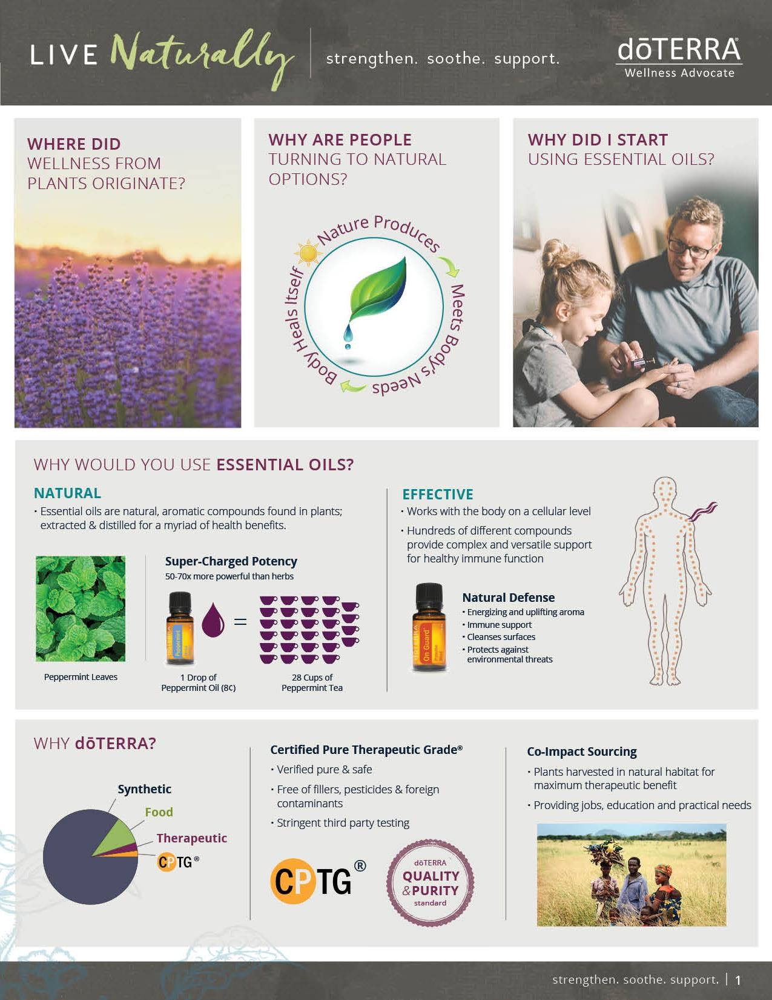 LIVE Naturally
strengthen. soothe. support.
dōTERRA®
Wellness Advocate
WHERE DID
WELLNESS FROM
PLANTS ORIGINATE?
WHY ARE PEOPLE
TURNING TO NATURAL
OPTIONS?
Nature Produces
Meets Body's Needs
Body Heals Itself
WHY DID I START
USING ESSENTIAL OILS?
WHY WOULD YOU USE ESSENTIAL OILS?
NATURAL
• Essential oils are natural, aromatic compounds found in plants;
extracted & distilled for a myriad of health benefits.
Peppermint Leaves
Super-Charged Potency
50-70x more powerful than herbs
dōTERRA
Peppermint
=
1 Drop of
Peppermint Oil (8¢)
28 Cups of
Peppermint Tea
EFFECTIVE
• Works with the body on a cellular level
• Hundreds of different compounds
provide complex and versatile support
for healthy immune function
dōTERRA
On Guard
Natural Defense
• Energizing and uplifting aroma
• Immune support
• Cleanses surfaces
• Protects against
environmental threats
WHY dōTERRA?
Synthetic
Food
Therapeutic
CPTG®
Certified Pure Therapeutic Grade®
• Verified pure & safe
• Free of fillers, pesticides & foreign
contaminants
• Stringent third party testing
CPTG®
dōTERRA
QUALITY
&PURITY
standard
Co-Impact Sourcing
• Plants harvested in natural habitat for
maximum therapeutic benefit
• Providing jobs, education and practical needs
strengthen. soothe. support. | 1